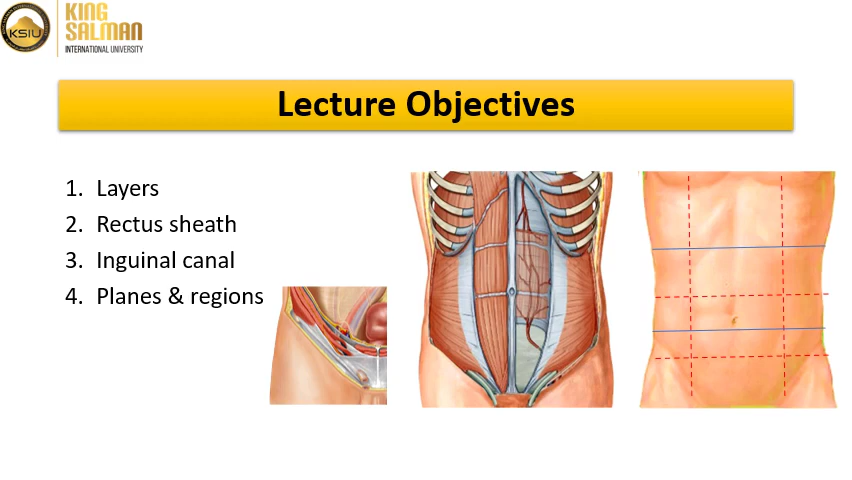 KSIU
KING
SALMAN
INTERNATIONAL UNIVERSITY
Lecture Objectives
1. Layers
2. Rectus sheath
3. Inguinal canal
4. Planes & regions